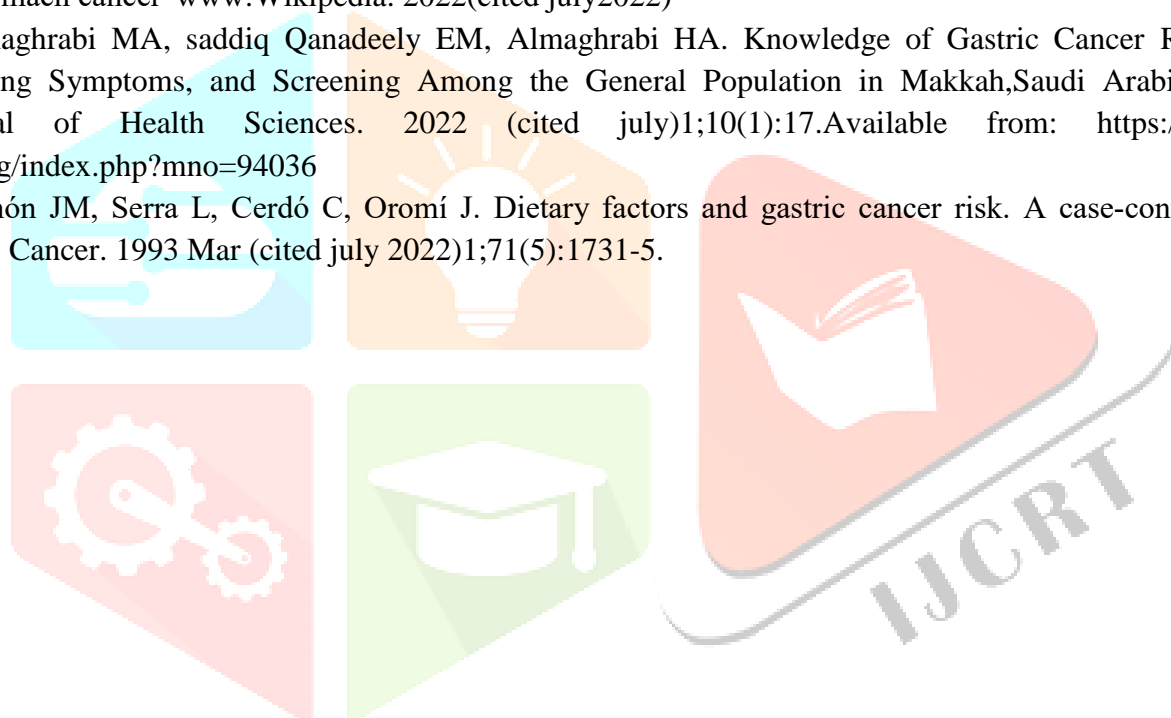 mach cancer www.Wikipedia. 2022(cited july2022)
aghrabi MA, saddiq Qanadeely EM, Almaghrabi HA. Knowledge of Gastric Cancer R
ng Symptoms, and Screening Among the General Population in Makkah,Saudi Arabi
al of Health Sciences. 2022 (cited july)1;10(1):17.Available from: https:/
g/index.php?mno=94036
ón JM, Serra L, Cerdó C, Oromí J. Dietary factors and gastric cancer risk. A case-con
Cancer. 1993 Mar (cited july 2022)1;71(5):1731-5.
IJCRT